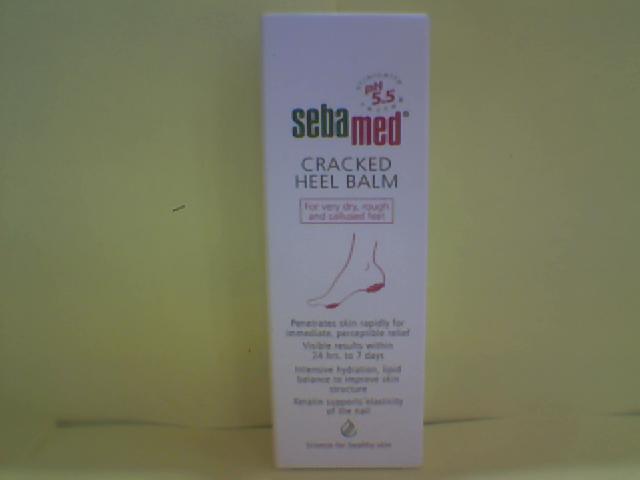 pH
5.5
sebamed®
CRACKED
HEEL BALM
For very dry, rough
and callused feet
Penetrates skin rapidly for
immediate, perceptible relief
Visible results within
24 hrs. to 7 days
Intensive hydration, lipid
balance to improve skin
structure
Keratin supports elasticity
of the nail
Science for healthy skin